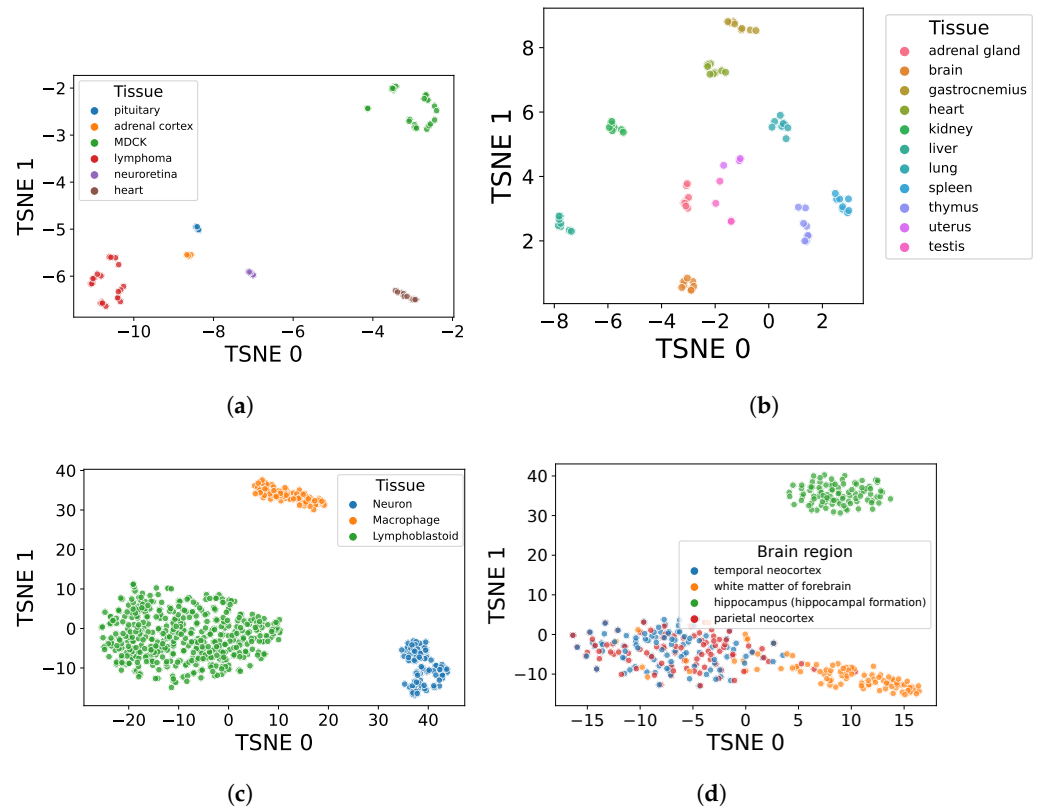 Tissue
pituitary
adrenal cortex
MDCK
lymphoma
neuroretina
heart
−2
−3
−4
−5
−6
−10
−8
−6
−4
−2
TSNE 0
TSNE 1
(a)
Tissue
adrenal gland
brain
gastrocnemius
heart
kidney
liver
lung
spleen
thymus
uterus
testis
8
6
4
2
−8
−6
−4
−2
0
2
TSNE 0
TSNE 1
(b)
Tissue
Neuron
Macrophage
Lymphoblastoid
40
30
20
10
0
−10
−20
−10
0
10
20
30
40
TSNE 0
TSNE 1
(c)
Brain region
temporal neocortex
white matter of forebrain
hippocampus (hippocampal formation)
parietal neocortex
40
30
20
10
0
−10
−15
−10
−5
0
5
10
15
TSNE 0
TSNE 1
(d)